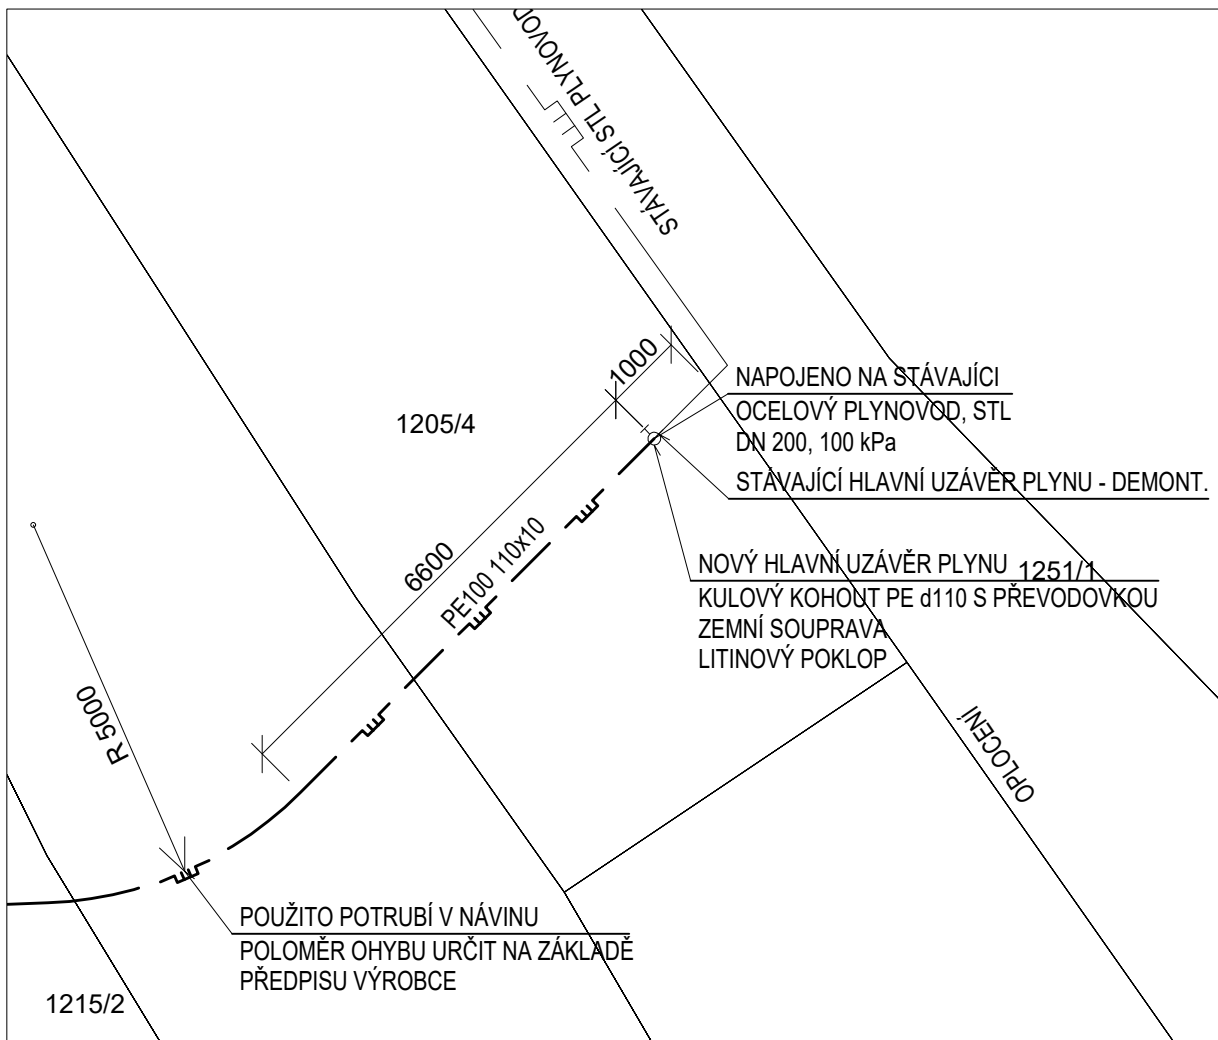 STÁVAJÍCÍ STL PLYNOVOD
1000
NAPOJENO NA STÁVAJÍCI
OCELOVÝ PLYNOVOD, STL
DN 200, 100 kPa
1205/4
STÁVAJÍCÍ HLAVNÍ UZÁVĚR PLYNU - DEMONT.
6600
PE100 110x10
NOVÝ HLAVNÍ UZÁVĚR PLYNU
1251/1
KULOVÝ KOHOUT PE d110 S PŘEVODOVKOU
ZEMNÍ SOUPRAVA
LITINOVÝ POKLOP
R 5000
OPLOCENÍ
POUŽITO POTRUBÍ V NÁVINU
POLOMĚR OHYBU URČIT NA ZÁKLADĚ
PŘEDPISU VÝROBCE
1215/2